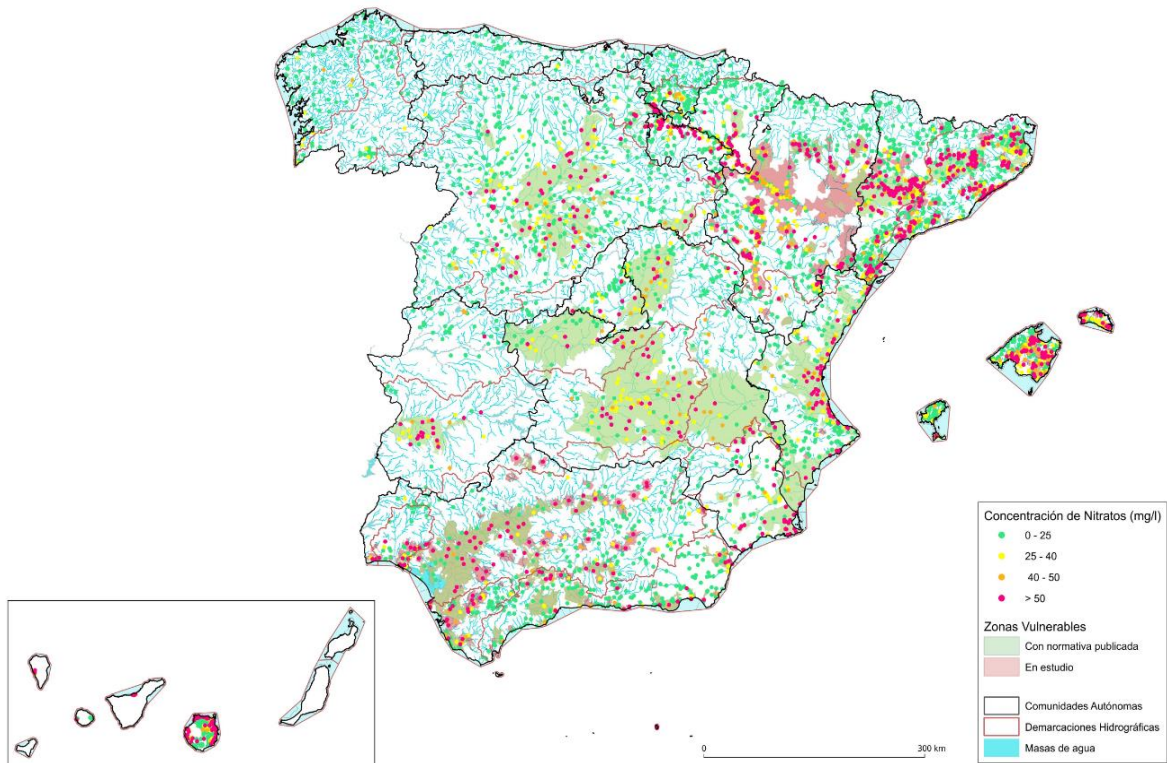 Concentración de Nitratos (mg/l)
0 - 25
25 - 40
40 - 50
> 50
Zonas Vulnerables
Con normativa publicada
En estudio
Comunidades Autónomas
Demarcaciones Hidrográficas
Masas de agua
0 300 km